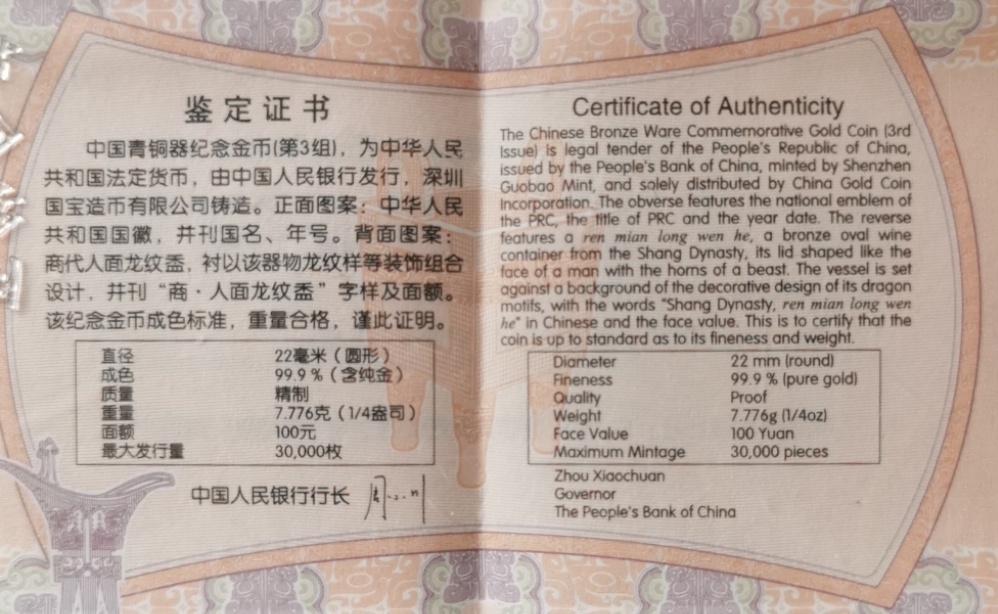 鉴定证书
中国青铜器纪念金币(第3组)，为中华人民
共和国法定货币，由中国人民银行发行，深圳
国宝造币有限公司铸造。正面图案：中华人民
共和国国徽，并刊国名、年号。背面图案：
商代人面龙纹盉，衬以该器物龙纹样等装饰组合
设计，并刊“商·人面龙纹盉”字样及面额。
该纪念金币成色标准，重量合格，谨此证明。
直径 22毫米（圆形）
成色 99.9％（含纯金）
质量 精制
重量 7.776克（1/4盎司）
面额 100元
最大发行量 30,000枚
中国人民银行行长
Certificate of Authenticity
The Chinese Bronze Ware Commemorative Gold Coin (3rd
Issue) is legal tender of the People's Republic of China,
issued by the People's Bank of China, minted by Shenzhen
Guobao Mint, and solely distributed by China Gold Coin
Incorporation. The obverse features the national emblem of
the PRC, the title of PRC and the year date. The reverse
features a ren mian long wen he, a bronze oval wine
container from the Shang Dynasty, its lid shaped like the
face of a man with the horns of a beast. The vessel is set
against a background of the decorative design of its dragon
motifs, with the words "Shang Dynasty, ren mian long wen
he" in Chinese and the face value. This is to certify that the
coin is up to standard as to its fineness and weight.
Diameter 22 mm (round)
Fineness 99.9 % (pure gold)
Quality Proof
Weight 7.776g (1/4oz)
Face Value 100 Yuan
Maximum Mintage 30,000 pieces
Zhou Xiaochuan
Governor
The People's Bank of China